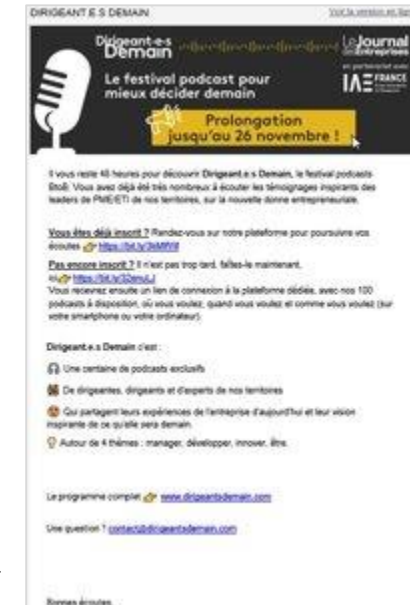 DIRIGEANT E S DEMAIN
Voir la version en ligne
Dirigeant·e·s
Demain
Le Journal
des Entreprises
en partenariat avec
IAE FRANCE
Le festival podcast pour
mieux décider demain
Prolongation
jusqu'au 26 novembre !
Il vous reste 48 heures pour découvrir Dirigeant.e.s Demain, le festival podcasts
BtoB. Vous avez déjà été très nombreux à écouter les témoignages inspirants des
leaders de PME/ETI de nos territoires, sur la nouvelle donne entrepreneuriale.
Vous êtes déjà inscrit ? Rendez-vous sur notre plateforme pour poursuivre vos
écoutes
Pas encore inscrit ? Il n'est pas trop tard, faites-le maintenant,
ici
Vous recevrez ensuite un lien de connexion à la plateforme dédiée, avec nos 100
podcasts à disposition, où vous voulez, quand vous voulez et comme vous voulez (sur
votre smartphone ou votre ordinateur).
Dirigeant.e.s Demain c'est :
Une centaine de podcasts exclusifs
De dirigeantes, dirigeants et d'experts de nos territoires
Qui partagent leurs expériences de l'entreprise d'aujourd'hui et leur vision
inspirante de ce qu'elle sera demain.
Autour de 4 thèmes : manager, développer, innover, être.
Le programme complet www.dirigeantsdemain.com
Une question ? contact@dirigeantsdemain.com
Bonnes écoutes,